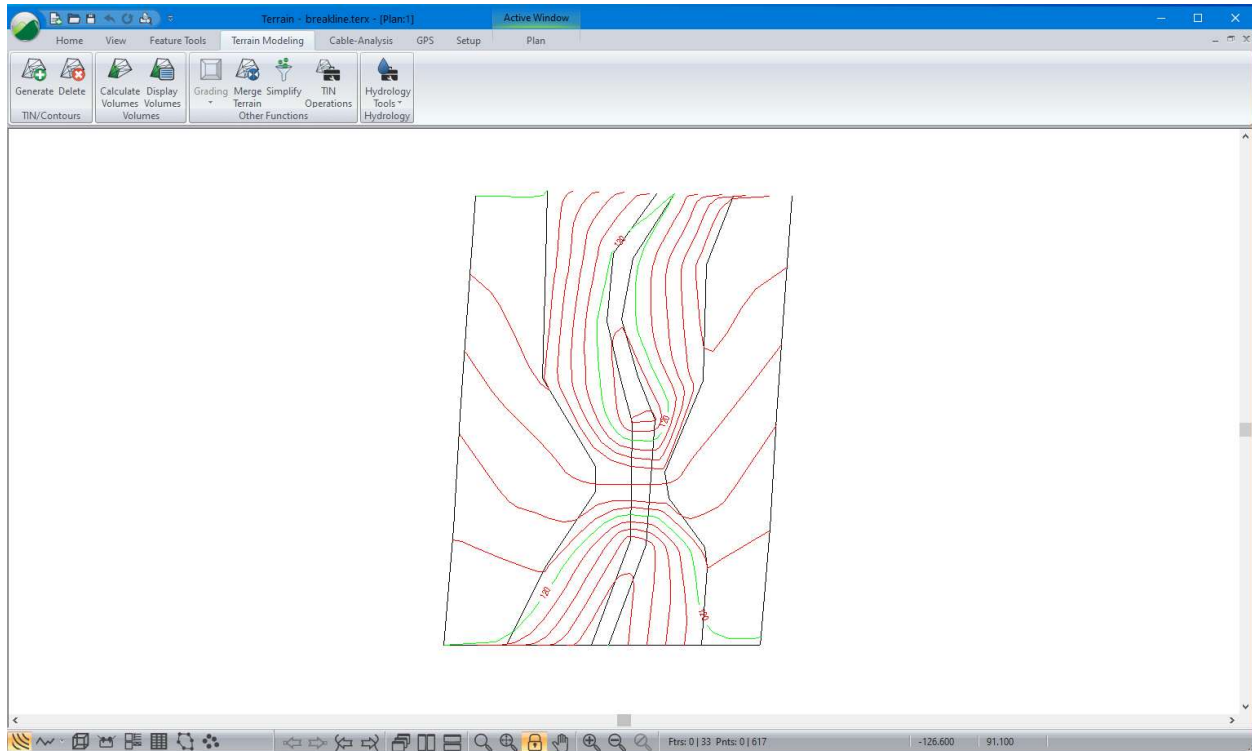 Terrain - breakline.terx - [Plan:1]
Active Window
Home View Feature Tools Terrain Modeling Cable-Analysis GPS Setup Plan
Generate Delete Calculate Volumes Display Volumes Grading Merge Terrain Simplify TIN Operations Hydrology Tools
TIN/Contours Volumes Other Functions Hydrology
120
120
120
120
Ftrs: 0 | 33 Pnts: 0 | 617 -126.600 91.100